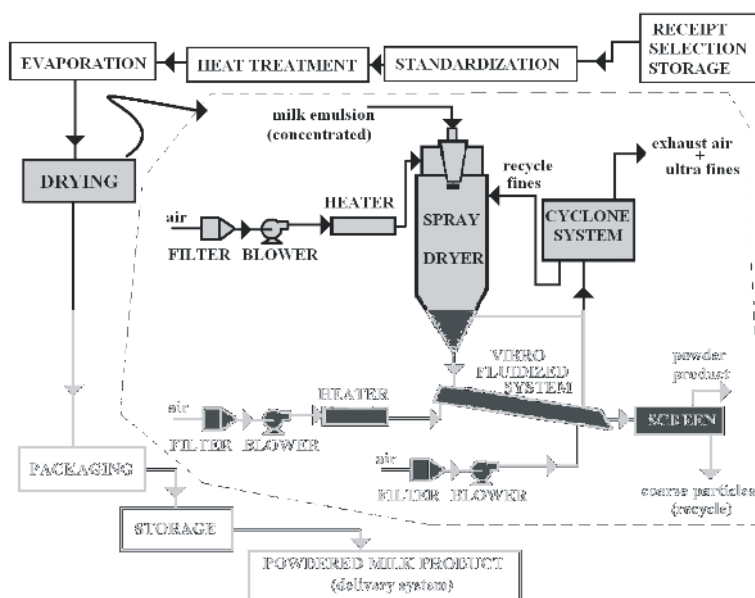 RECEIPT
SELECTION
STORAGE
EVAPORATION
HEAT TREATMENT
STANDARDIZATION
milk emulsion
(concentrated)
exhaust air
+
ultra fines
recycle
fines
DRYING
HEATER
air
FILTER
BLOWER
SPRAY
DRYER
CYCLONE
SYSTEM
VIBRO
FLUIDIZED
SYSTEM
powder
product
HEATER
air
FILTER
BLOWER
SCREEN
air
FILTER
BLOWER
coarse particles
(recycle)
PACKAGING
STORAGE
POWDERED MILK PRODUCT
(delivery system)